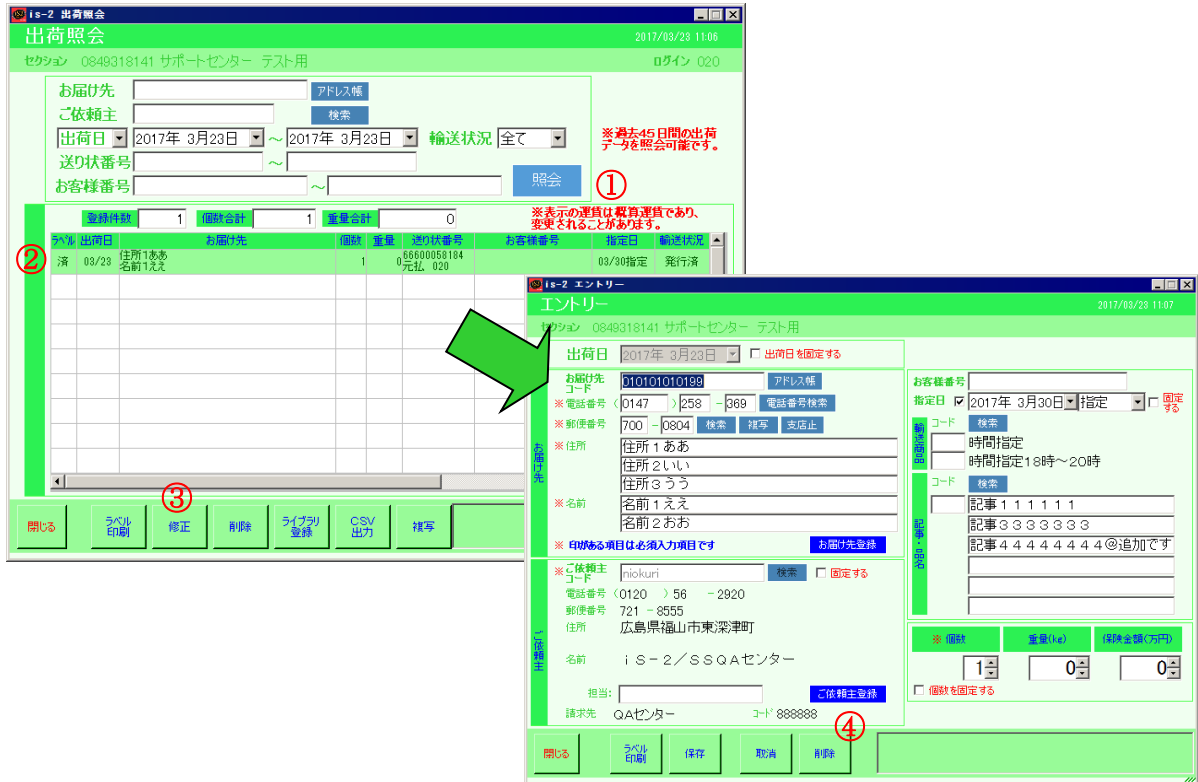 is-2 出荷照会
出荷照会
2017/03/23 11:06
セクション 0849318141 サポートセンター テスト用
ログイン 020
お届け先 アドレス帳
ご依頼主 検索
出荷日 2017年 3月23日 ～ 2017年 3月23日 輸送状況 全て
※過去45日間の出荷
データを照会可能です。
送り状番号 ～
お客様番号 ～ 照会 ①
登録件数 1 個数合計 1 重量合計 0
※表示の運賃は概算運賃であり、
変更されることがあります。
ラベル 出荷日 お届け先 個数 重量 送り状番号 お客様番号 指定日 輸送状況
②
済 03/23 住所1ああ 1 0 66600058184 03/30指定 発行済
名前1ええ 元払 020
③
閉じる ラベル印刷 修正 削除 ライブラリ登録 CSV出力 複写
is-2 エントリー
エントリー
2017/03/23 11:07
セクション 0849318141 サポートセンター テスト用
出荷日 2017年 3月23日 出荷日を固定する
お届け先
お届け先コード 010101010199 アドレス帳
※電話番号 (0147 )258 -369 電話番号検索
※郵便番号 700 -0804 検索 複写 支店止
※住所 住所1ああ
住所2いい
住所3うう
※名前 名前1ええ
名前2おお
※ 印がある項目は必須入力項目です お届け先登録
ご依頼主
※ご依頼主コード niokuri 検索 固定する
電話番号 (0120 ) 56 -2920
郵便番号 721 -8555
住所 広島県福山市東深津町
名前 iS-2/SSQAセンター
担当: ご依頼主登録
請求先 QAセンター コード 888888
お客様番号
指定日 2017年 3月30日 指定 固定する
輸送商品
コード 検索
時間指定
時間指定18時～20時
記事・品名
コード 検索
記事111111
記事3333333
記事44444444@追加です
※ 個数 重量(kg) 保険金額(万円)
1 0 0
個数を固定する
④
閉じる ラベル印刷 保存 取消 削除